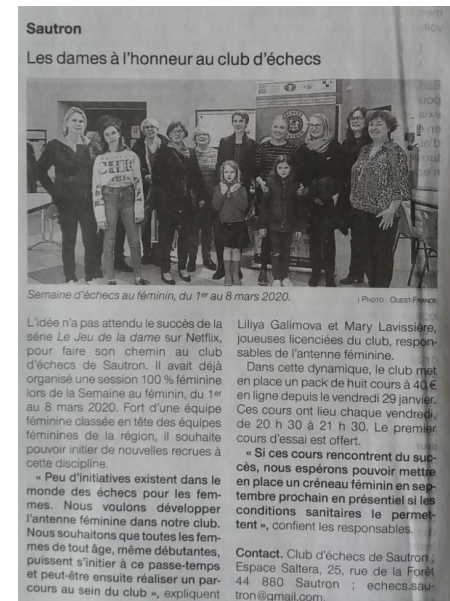 Sautron
Les dames à l'honneur au club d'échecs
Semaine d'échecs au féminin, du 1er au 8 mars 2020.
( PHOTO : OUEST-FRANCE)
L'idée n'a pas attendu le succès de la
série Le Jeu de la dame sur Netflix,
pour faire son chemin au club
d'échecs de Sautron. Il avait déjà
organisé une session 100 % féminine
lors de la Semaine au féminin, du 1er
au 8 mars 2020. Fort d'une équipe
féminine classée en tête des équipes
féminines de la région, il souhaite
pouvoir initier de nouvelles recrues à
cette discipline.
« Peu d'initiatives existent dans le
monde des échecs pour les fem-
mes. Nous voulons développer
l'antenne féminine dans notre club.
Nous souhaitons que toutes les fem-
mes de tout âge, même débutantes,
puissent s'initier à ce passe-temps
et peut-être ensuite réaliser un par-
cours au sein du club », expliquent
Liliya Galimova et Mary Lavissière,
joueuses licenciées du club, respon-
sables de l'antenne féminine.
Dans cette dynamique, le club met
en place un pack de huit cours à 40 €
en ligne depuis le vendredi 29 janvier.
Ces cours ont lieu chaque vendredi,
de 20 h 30 à 21 h 30. Le premier
cours d'essai est offert.
« Si ces cours rencontrent du suc-
cès, nous espérons pouvoir mettre
en place un créneau féminin en sep-
tembre prochain en présentiel si les
conditions sanitaires le permet-
tent », confient les responsables.
Contact. Club d'échecs de Sautron ;
Espace Saltera, 25, rue de la Forêt
44 880 Sautron ; echecs.sau-
tron@gmail.com.